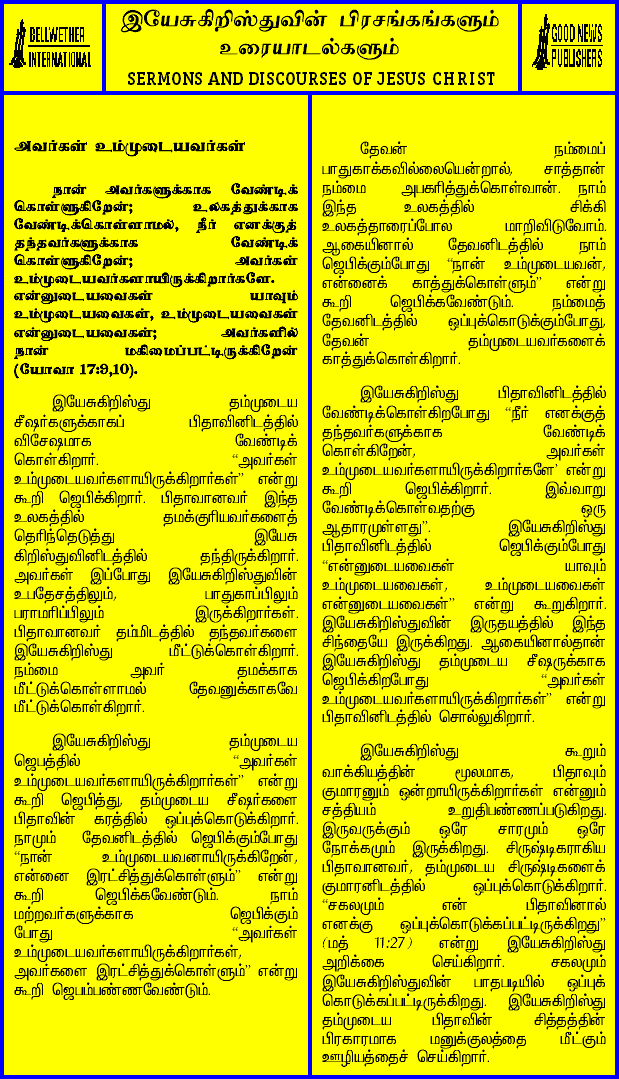 BELLWETHER
INTERNATIONAL
இயேசுகிறிஸ்துவின் பிரசங்கங்களும்
உரையாடல்களும்
SERMONS AND DISCOURSES OF JESUS CHRIST
GOOD NEWS
PUBLISHERS
அவர்கள் உம்முடையவர்கள்
நான் அவர்களுக்காக வேண்டிக்
கொள்ளுகிறேன்; உலகத்துக்காக
வேண்டிக்கொள்ளாமல், நீர் எனக்குத்
தந்தவர்களுக்காக வேண்டிக்
கொள்ளுகிறேன்; அவர்கள்
உம்முடையவர்களாயிருக்கிறார்களே.
என்னுடையவைகள் யாவும்
உம்முடையவைகள், உம்முடையவைகள்
என்னுடையவைகள்; அவர்களில்
நான் மகிமைப்பட்டிருக்கிறேன்
(யோவா 17:9,10).
இயேசுகிறிஸ்து தம்முடைய
சீஷர்களுக்காகப் பிதாவினிடத்தில்
விசேஷமாக வேண்டிக்
கொள்கிறார். “அவர்கள்
உம்முடையவர்களாயிருக்கிறார்கள்” என்று
கூறி ஜெபிக்கிறார். பிதாவானவர் இந்த
உலகத்தில் தமக்குரியவர்களைத்
தெரிந்தெடுத்து இயேசு
கிறிஸ்துவினிடத்தில் தந்திருக்கிறார்.
அவர்கள் இப்போது இயேசுகிறிஸ்துவின்
உபதேசத்திலும், பாதுகாப்பிலும்
பராமரிப்பிலும் இருக்கிறார்கள்.
பிதாவானவர் தம்மிடத்தில் தந்தவர்களை
இயேசுகிறிஸ்து மீட்டுக்கொள்கிறார்.
நம்மை அவர் தமக்காக
மீட்டுக்கொள்ளாமல் தேவனுக்காகவே
மீட்டுக்கொள்கிறார்.
இயேசுகிறிஸ்து தம்முடைய
ஜெபத்தில் “அவர்கள்
உம்முடையவர்களாயிருக்கிறார்கள்” என்று
கூறி ஜெபித்து, தம்முடைய சீஷர்களை
பிதாவின் கரத்தில் ஒப்புக்கொடுக்கிறார்.
நாமும் தேவனிடத்தில் ஜெபிக்கும்போது
“நான் உம்முடையவனாயிருக்கிறேன்,
என்னை இரட்சித்துக்கொள்ளும்” என்று
கூறி ஜெபிக்கவேண்டும். நாம்
மற்றவர்களுக்காக ஜெபிக்கும்
போது “அவர்கள்
உம்முடையவர்களாயிருக்கிறார்கள்,
அவர்களை இரட்சித்துக்கொள்ளும்” என்று
கூறி ஜெபம்பண்ணவேண்டும்.
தேவன் நம்மைப்
பாதுகாக்கவில்லையென்றால், சாத்தான்
நம்மை அபகரித்துக்கொள்வான். நாம்
இந்த உலகத்தில் சிக்கி
உலகத்தாரைப்போல மாறிவிடுவோம்.
ஆகையினால் தேவனிடத்தில் நாம்
ஜெபிக்கும்போது “நான் உம்முடையவன்,
என்னைக் காத்துக்கொள்ளும்” என்று
கூறி ஜெபிக்கவேண்டும். நம்மைத்
தேவனிடத்தில் ஒப்புக்கொடுக்கும்போது,
தேவன் தம்முடையவர்களைக்
காத்துக்கொள்கிறார்.
இயேசுகிறிஸ்து பிதாவினிடத்தில்
வேண்டிக்கொள்கிறபோது “நீர் எனக்குத்
தந்தவர்களுக்காக வேண்டிக்
கொள்கிறேன், அவர்கள்
உம்முடையவர்களாயிருக்கிறார்களே’ என்று
கூறி ஜெபிக்கிறார். இவ்வாறு
வேண்டிக்கொள்வதற்கு ஒரு
ஆதாரமுள்ளது”. இயேசுகிறிஸ்து
பிதாவினிடத்தில் ஜெபிக்கும்போது
“என்னுடையவைகள் யாவும்
உம்முடையவைகள், உம்முடையவைகள்
என்னுடையவைகள்” என்று கூறுகிறார்.
இயேசுகிறிஸ்துவின் இருதயத்தில் இந்த
சிந்தையே இருக்கிறது. ஆகையினால்தான்
இயேசுகிறிஸ்து தம்முடைய சீஷருக்காக
ஜெபிக்கிறபோது “அவர்கள்
உம்முடையவர்களாயிருக்கிறார்கள்” என்று
பிதாவினிடத்தில் சொல்லுகிறார்.
இயேசுகிறிஸ்து கூறும்
வாக்கியத்தின் மூலமாக, பிதாவும்
குமாரனும் ஒன்றாயிருக்கிறார்கள் என்னும்
சத்தியம் உறுதிபண்ணப்படுகிறது.
இருவருக்கும் ஒரே சாரமும் ஒரே
நோக்கமும் இருக்கிறது. சிருஷ்டிகராகிய
பிதாவானவர், தம்முடைய சிருஷ்டிகளைக்
குமாரனிடத்தில் ஒப்புக்கொடுக்கிறார்.
“சகலமும் என் பிதாவினால்
எனக்கு ஒப்புக்கொடுக்கப்பட்டிருக்கிறது”
(மத் 11:27) என்று இயேசுகிறிஸ்து
அறிக்கை செய்கிறார். சகலமும்
இயேசுகிறிஸ்துவின் பாதபடியில் ஒப்புக்
கொடுக்கப்பட்டிருக்கிறது. இயேசுகிறிஸ்து
தம்முடைய பிதாவின் சித்தத்தின்
பிரகாரமாக மனுக்குலத்தை மீட்கும்
ஊழியத்தைச் செய்கிறார்.